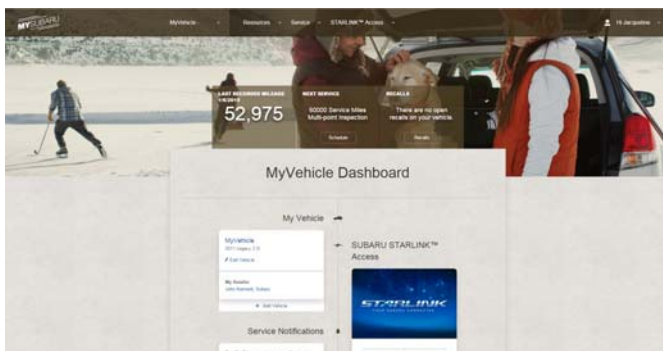 MYSUBARU
MyVehicle
Resources
Service
STARLINK™ Access
Hi Jacqueline
LAST RECORDED MILEAGE
52,975
NEXT SERVICE
60000 Service Miles
Multi-point Inspection
Schedule
RECALLS
There are no open
recalls on your vehicle.
Recalls
MyVehicle Dashboard
My Vehicle
MyVehicle
Edit Vehicle
Add Vehicle
SUBARU STARLINK™
Access
STARLINK
Service Notifications